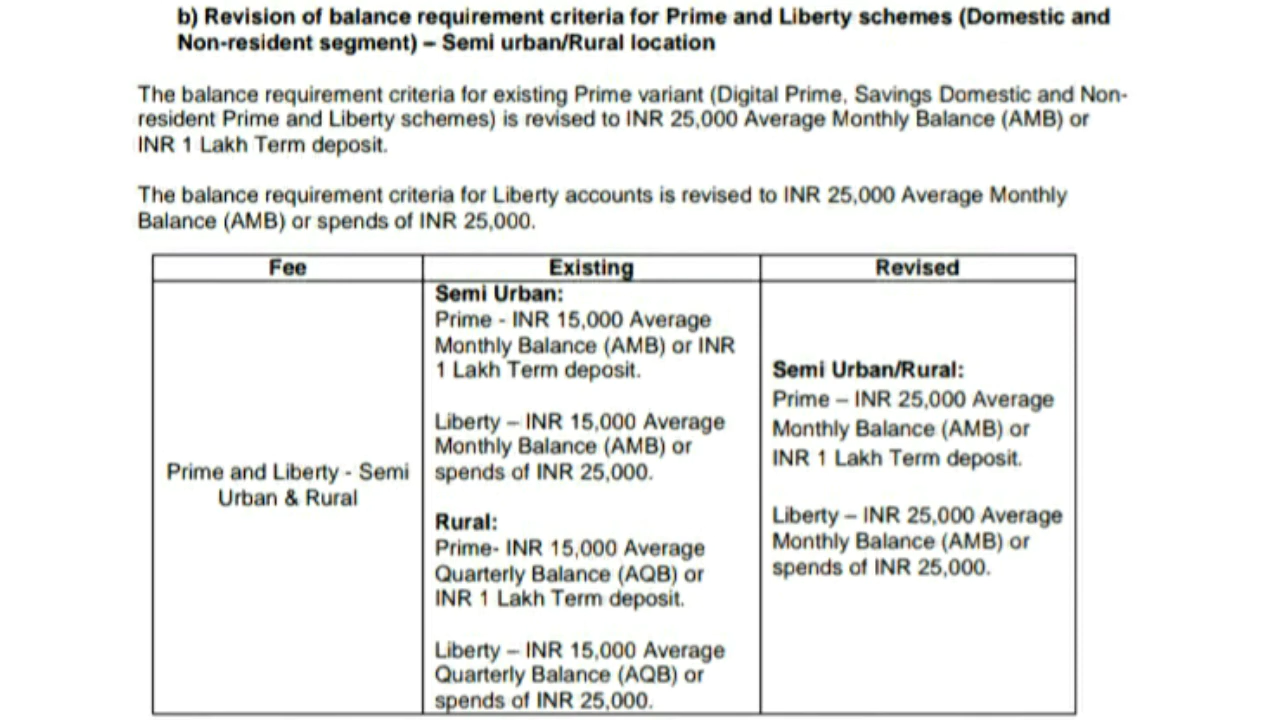 b) Revision of balance requirement criteria for Prime and Liberty schemes (Domestic and
Non-resident segment) – Semi urban/Rural location
The balance requirement criteria for existing Prime variant (Digital Prime, Savings Domestic and Non-
resident Prime and Liberty schemes) is revised to INR 25,000 Average Monthly Balance (AMB) or
INR 1 Lakh Term deposit.
The balance requirement criteria for Liberty accounts is revised to INR 25,000 Average Monthly
Balance (AMB) or spends of INR 25,000.
Fee
Existing
Revised
Prime and Liberty - Semi
Urban & Rural
Semi Urban:
Prime - INR 15,000 Average
Monthly Balance (AMB) or INR
1 Lakh Term deposit.
Liberty – INR 15,000 Average
Monthly Balance (AMB) or
spends of INR 25,000.
Rural:
Prime- INR 15,000 Average
Quarterly Balance (AQB) or
INR 1 Lakh Term deposit.
Liberty – INR 15,000 Average
Quarterly Balance (AQB) or
spends of INR 25,000.
Semi Urban/Rural:
Prime – INR 25,000 Average
Monthly Balance (AMB) or
INR 1 Lakh Term deposit.
Liberty – INR 25,000 Average
Monthly Balance (AMB) or
spends of INR 25,000.